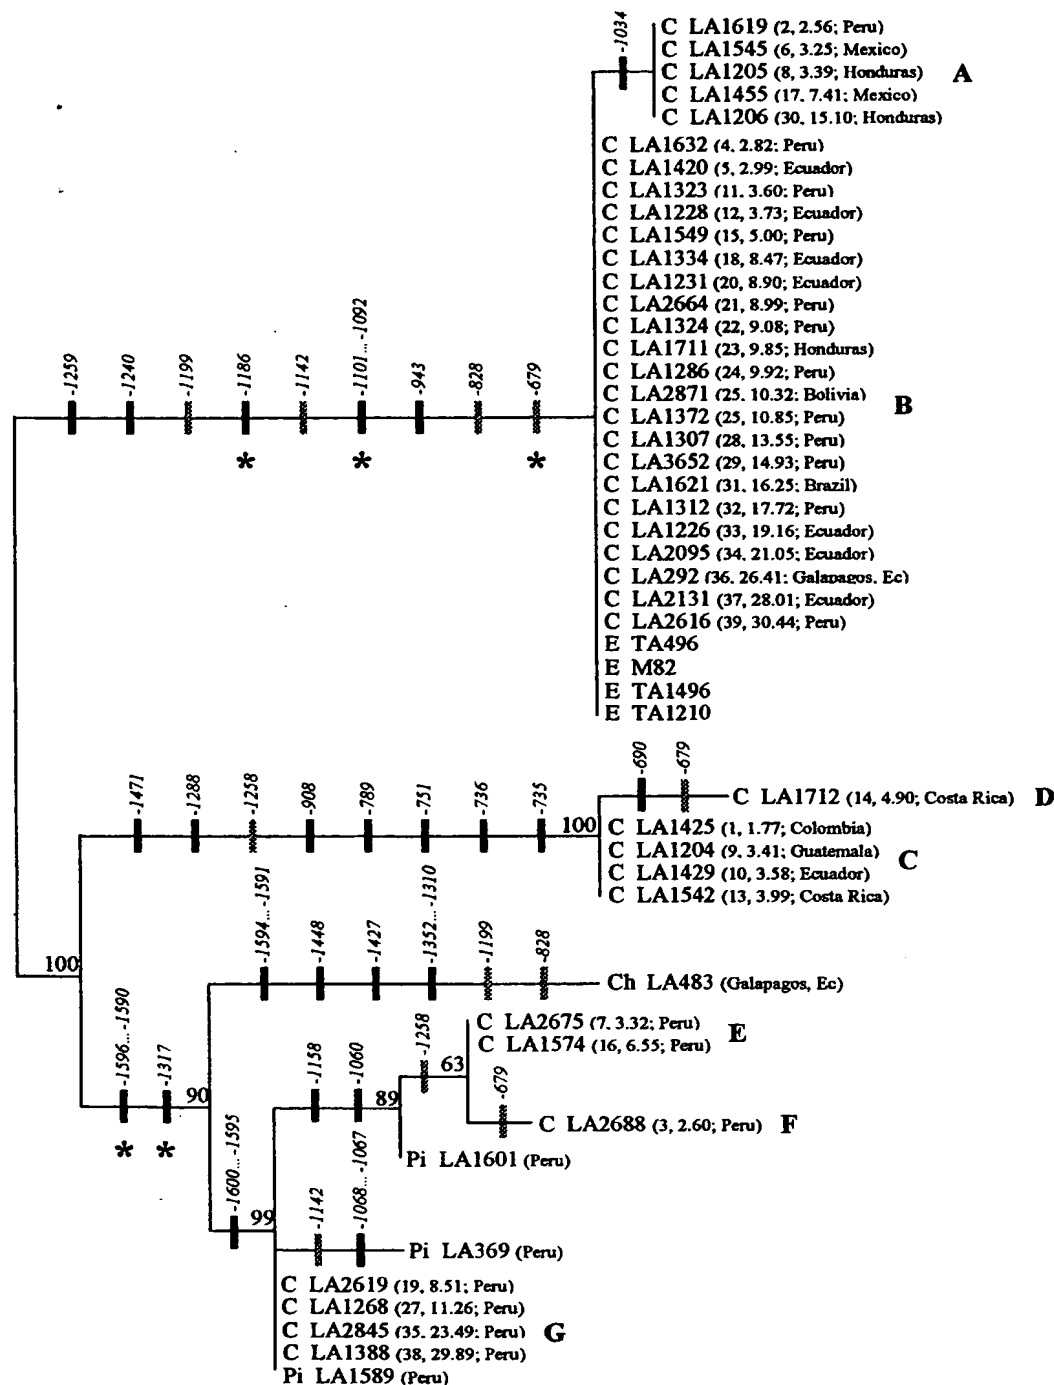 -1034
C LA1619 (2, 2.56; Peru)
C LA1545 (6, 3.25; Mexico)
C LA1205 (8, 3.39; Honduras)
C LA1455 (17, 7.41; Mexico)
C LA1206 (30, 15.10; Honduras)
A
C LA1632 (4, 2.82; Peru)
C LA1420 (5, 2.99; Ecuador)
C LA1323 (11, 3.60; Peru)
C LA1228 (12, 3.73; Ecuador)
C LA1549 (15, 5.00; Peru)
C LA1334 (18, 8.47; Ecuador)
C LA1231 (20, 8.90; Ecuador)
C LA2664 (21, 8.99; Peru)
C LA1324 (22, 9.08; Peru)
C LA1711 (23, 9.85; Honduras)
C LA1286 (24, 9.92; Peru)
C LA2871 (25, 10.32; Bolivia)
C LA1372 (25, 10.85; Peru)
C LA1307 (28, 13.55; Peru)
C LA3652 (29, 14.93; Peru)
C LA1621 (31, 16.25; Brazil)
C LA1312 (32, 17.72; Peru)
C LA1226 (33, 19.16; Ecuador)
C LA2095 (34, 21.05; Ecuador)
C LA292 (36, 26.41; Galapagos, Ec)
C LA2131 (37, 28.01; Ecuador)
C LA2616 (39, 30.44; Peru)
E TA496
E M82
E TA1496
E TA1210
B
-1259
-1240
-1199
-1186
-1142
-1101... -1092
-943
-828
-679
* * *
-690
-679
C LA1712 (14, 4.90; Costa Rica) D
-1471
-1288
-1258
-908
-789
-751
-736
-735
100
C LA1425 (1, 1.77; Colombia)
C LA1204 (9, 3.41; Guatemala)
C LA1429 (10, 3.58; Ecuador)
C LA1542 (13, 3.99; Costa Rica)
C
100
-1594... -1591
-1448
-1427
-1352... -1310
-1199
-828
Ch LA483 (Galapagos, Ec)
-1596... -1590
-1317
* *
90
-1158
-1060
89
-1258
63
C LA2675 (7, 3.32; Peru)
C LA1574 (16, 6.55; Peru)
E
-679
C LA2688 (3, 2.60; Peru) F
Pi LA1601 (Peru)
-1600... -1595
99
-1142
-1068... -1067
Pi LA369 (Peru)
C LA2619 (19, 8.51; Peru)
C LA1268 (27, 11.26; Peru)
C LA2845 (35, 23.49; Peru)
C LA1388 (38, 29.89; Peru)
Pi LA1589 (Peru)
G